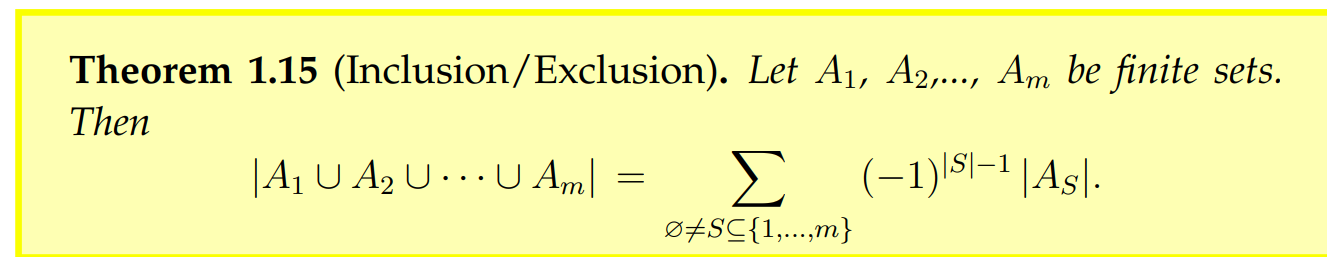 Theorem 1.15 (Inclusion/Exclusion). Let A₁, A₂,..., Aₘ be finite sets.
Then
|A₁ ∪ A₂ ∪ ··· ∪ Aₘ| = ∑ (−1)^{|S|−1} |A_S|.
∅≠S⊆{1,...,m}